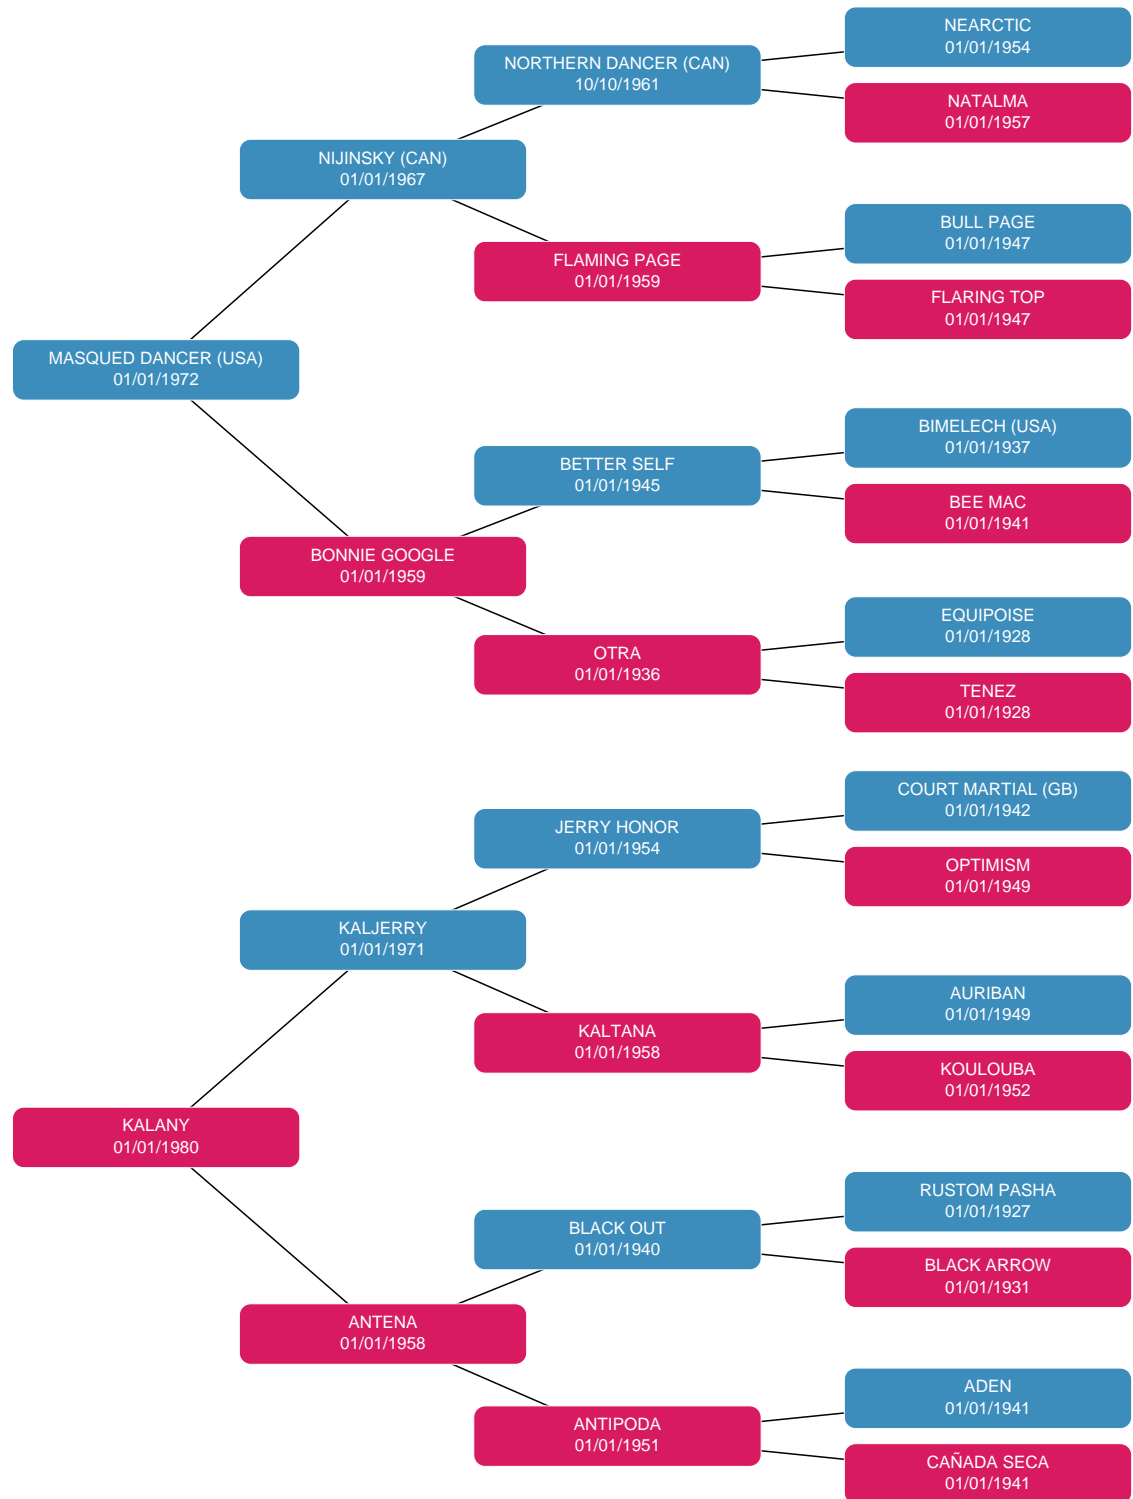 NEARCTIC
01/01/1954
NORTHERN DANCER (CAN)
10/10/1961
NATALMA
01/01/1957
NIJINSKY (CAN)
01/01/1967
BULL PAGE
01/01/1947
FLAMING PAGE
01/01/1959
FLARING TOP
01/01/1947
MASQUED DANCER (USA)
01/01/1972
BIMELECH (USA)
01/01/1937
BETTER SELF
01/01/1945
BEE MAC
01/01/1941
BONNIE GOOGLE
01/01/1959
EQUIPOISE
01/01/1928
OTRA
01/01/1936
TENEZ
01/01/1928
COURT MARTIAL (GB)
01/01/1942
JERRY HONOR
01/01/1954
OPTIMISM
01/01/1949
KALJERRY
01/01/1971
AURIBAN
01/01/1949
KALTANA
01/01/1958
KOULOUBA
01/01/1952
KALANY
01/01/1980
RUSTOM PASHA
01/01/1927
BLACK OUT
01/01/1940
BLACK ARROW
01/01/1931
ANTENA
01/01/1958
ADEN
01/01/1941
ANTIPODA
01/01/1951
CAÑADA SECA
01/01/1941